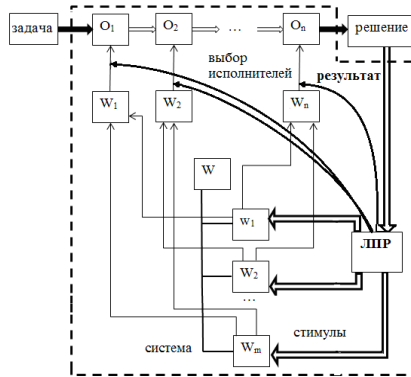 задача
O1
O2
...
On
решение
выбор
исполнителей
результат
W1
W2
Wn
W
w1
ЛПР
W2
...
стимулы
система
Wm